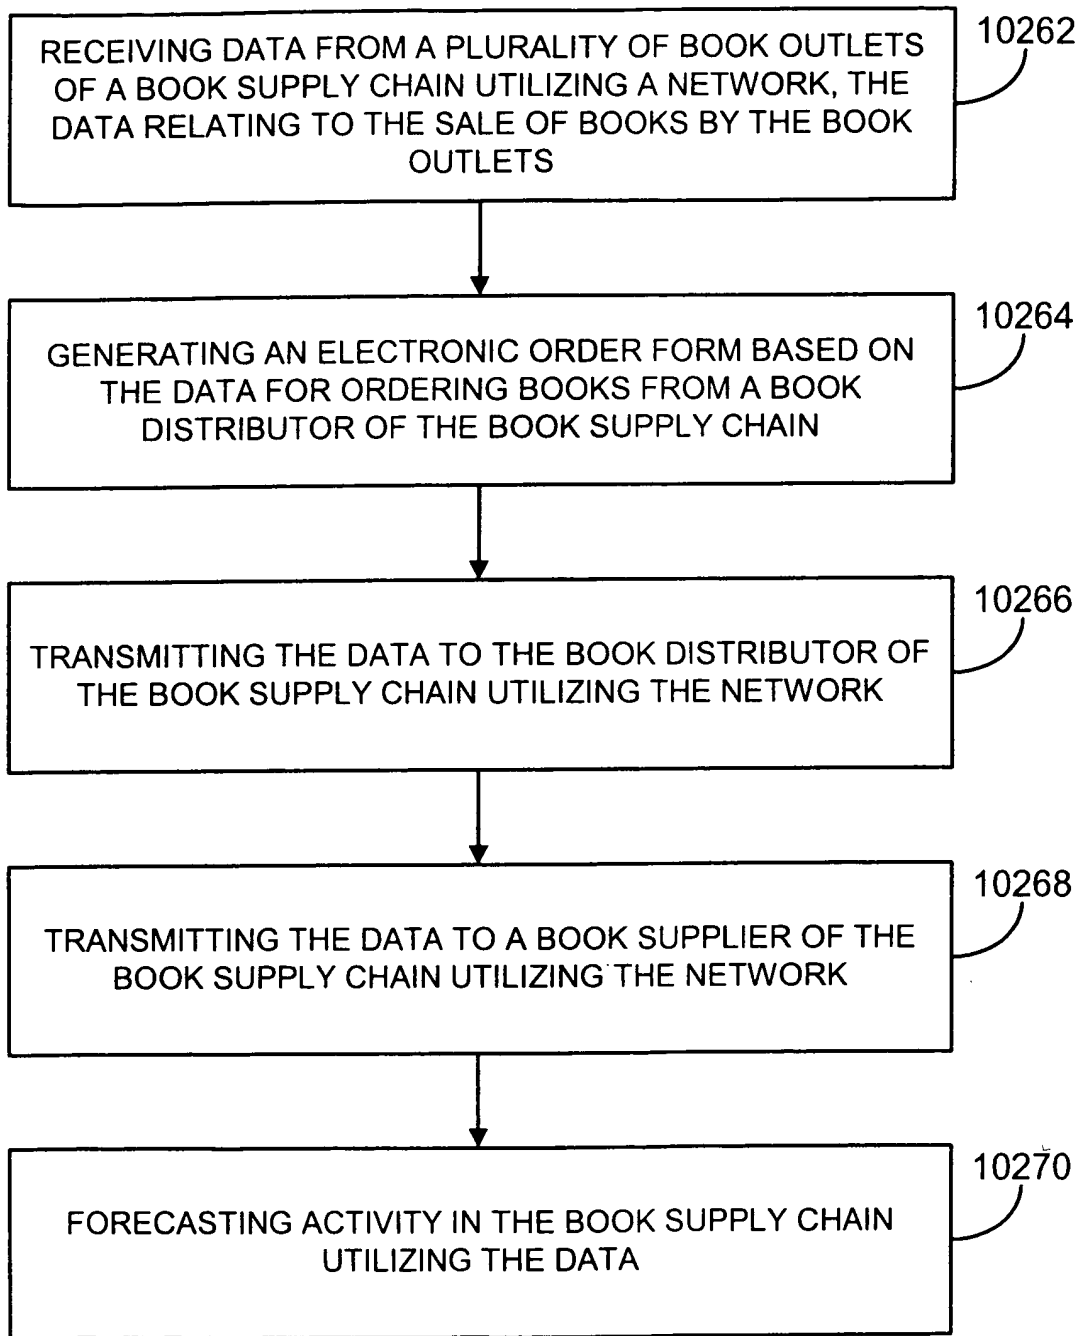 RECEIVING DATA FROM A PLURALITY OF BOOK OUTLETS
OF A BOOK SUPPLY CHAIN UTILIZING A NETWORK, THE
DATA RELATING TO THE SALE OF BOOKS BY THE BOOK
OUTLETS
10262
GENERATING AN ELECTRONIC ORDER FORM BASED ON
THE DATA FOR ORDERING BOOKS FROM A BOOK
DISTRIBUTOR OF THE BOOK SUPPLY CHAIN
10264
TRANSMITTING THE DATA TO THE BOOK DISTRIBUTOR OF
THE BOOK SUPPLY CHAIN UTILIZING THE NETWORK
10266
TRANSMITTING THE DATA TO A BOOK SUPPLIER OF THE
BOOK SUPPLY CHAIN UTILIZING THE NETWORK
10268
FORECASTING ACTIVITY IN THE BOOK SUPPLY CHAIN
UTILIZING THE DATA
10270